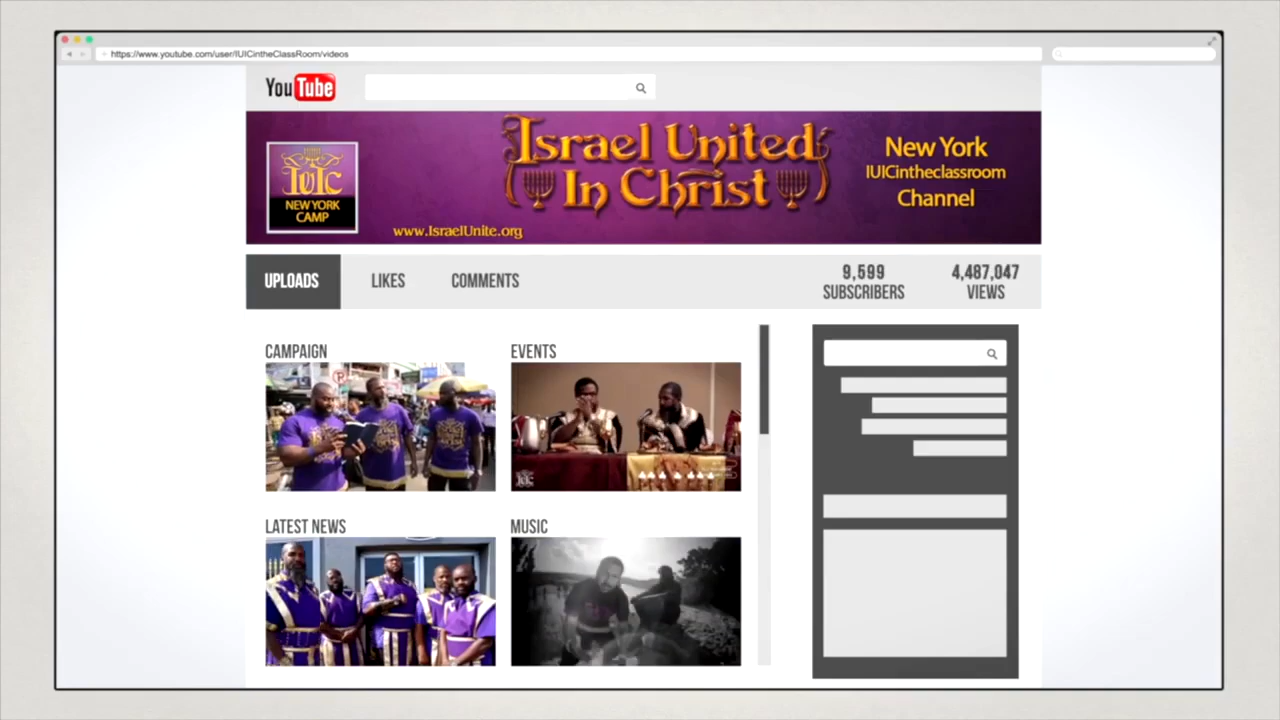 https://www.youtube.com/user/IUICintheClassRoom/videos
YouTube
Israel United
In Christ
IUIC
NEW YORK
CAMP
www.IsraelUnite.org
New York
IUICintheclassroom
Channel
UPLOADS
LIKES
COMMENTS
9,599
SUBSCRIBERS
4,487,047
VIEWS
CAMPAIGN
EVENTS
LATEST NEWS
MUSIC